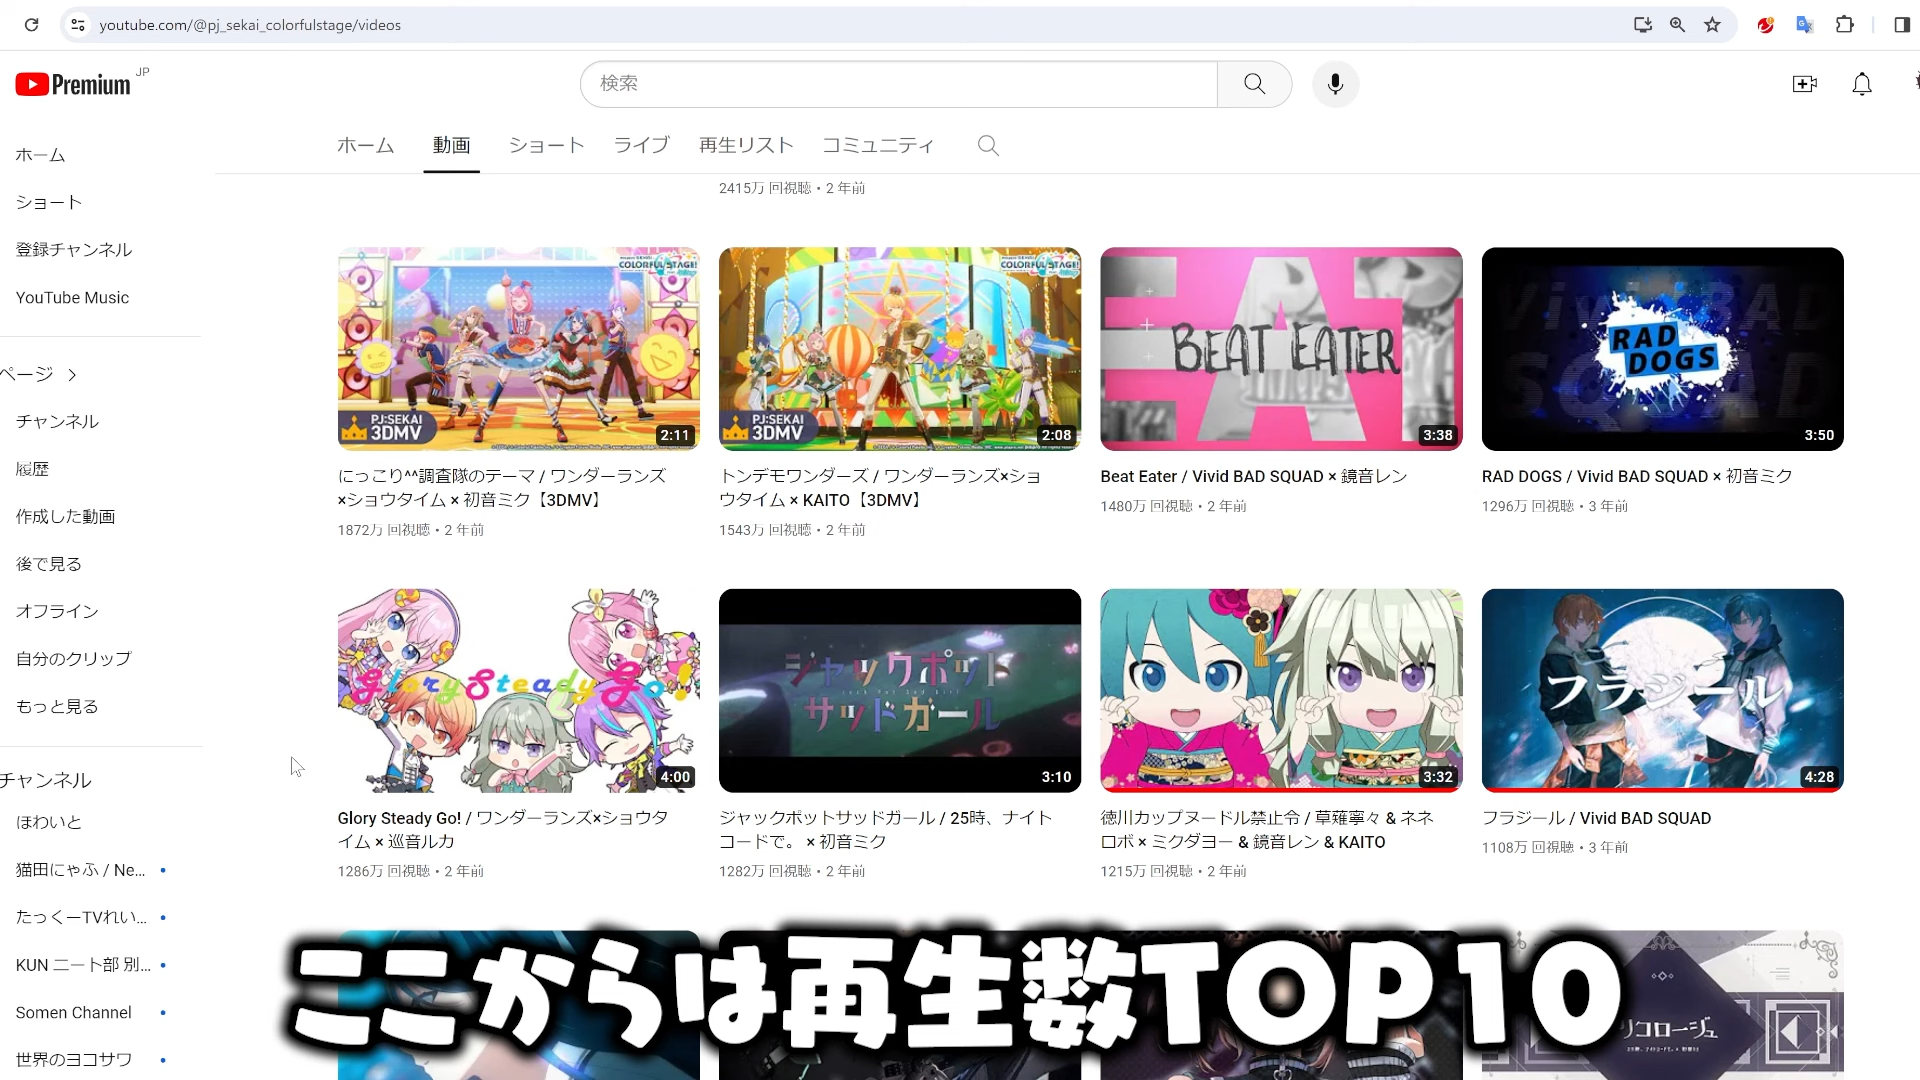 youtube.com/@pj_sekai_colorfulstage/videos
Premium JP
検索
ホーム
動画
ショート
ライブ
再生リスト
コミュニティ
ホーム
ショート
登録チャンネル
YouTube Music
ページ
チャンネル
履歴
作成した動画
後で見る
オフライン
自分のクリップ
もっと見る
チャンネル
ほわいと
猫田にゃふ / Ne...
たっくーTVれい...
KUN ニート部 別...
Somen Channel
世界のヨコサワ
2415万 回視聴・2 年前
COLORFUL STAGE!
PJ:SEKAI
3DMV
2:11
にっこり^^調査隊のテーマ / ワンダーランズ
×ショウタイム × 初音ミク【3DMV】
1872万 回視聴・2 年前
COLORFUL STAGE!
PJ:SEKAI
3DMV
2:08
トンデモワンダーズ / ワンダーランズ×ショ
ウタイム × KAITO【3DMV】
1543万 回視聴・2 年前
EAT
BEAT EATER
3:38
Beat Eater / Vivid BAD SQUAD × 鏡音レン
1480万 回視聴・2 年前
Vivid BAD
SQUAD
RAD
DOGS
3:50
RAD DOGS / Vivid BAD SQUAD × 初音ミク
1296万 回視聴・3 年前
Glory Steady Go!
4:00
Glory Steady Go! / ワンダーランズ×ショウタ
イム × 巡音ルカ
1286万 回視聴・2 年前
ジャックポット
サッドガール
3:10
ジャックポットサッドガール / 25時、ナイト
コードで。 × 初音ミク
1282万 回視聴・2 年前
3:32
徳川カップヌードル禁止令 / 草薙寧々 & ネネ
ロボ × ミクダヨー & 鏡音レン & KAITO
1215万 回視聴・2 年前
フラジール
4:28
フラジール / Vivid BAD SQUAD
1108万 回視聴・3 年前
リコロージュ
ここからは再生数TOP10